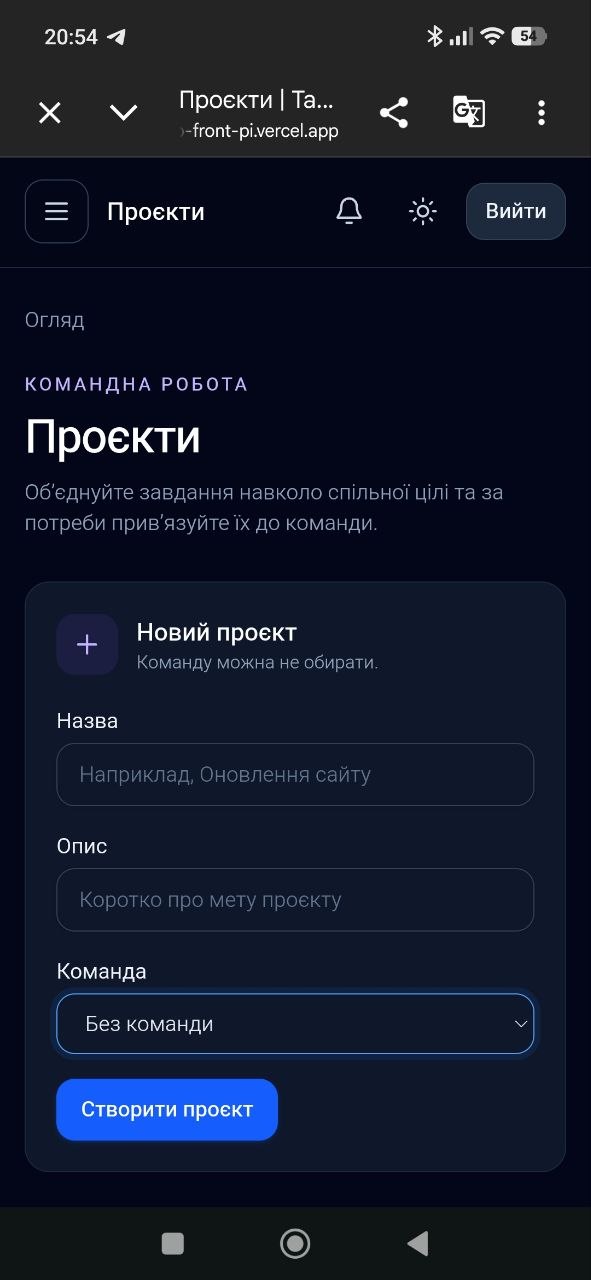 20:54
54
Проєкти | Та...
-front-pi.vercel.app
Проєкти
Вийти
Огляд
КОМАНДНА РОБОТА
Проєкти
Об’єднуйте завдання навколо спільної цілі та за
потреби прив’язуйте їх до команди.
Новий проєкт
Команду можна не обирати.
Назва
Наприклад, Оновлення сайту
Опис
Коротко про мету проєкту
Команда
Без команди
Створити проєкт